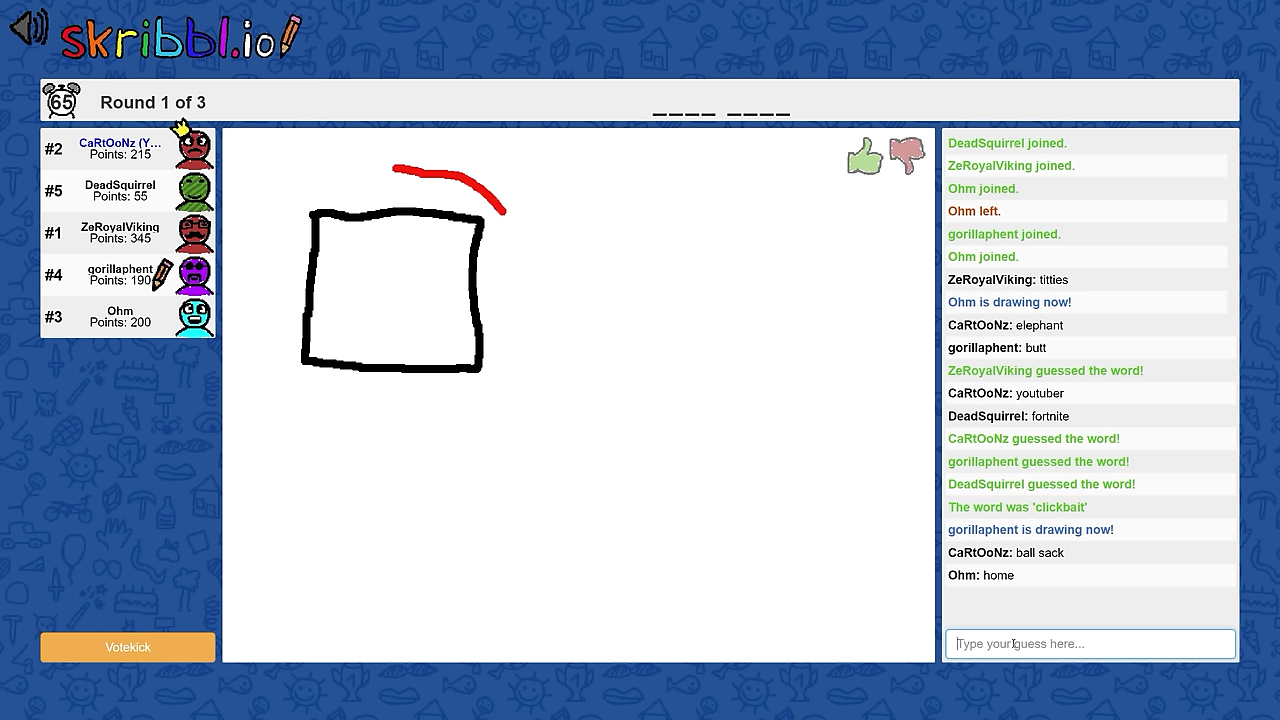 skribbl.io
65
Round 1 of 3
____ ____
#2
CaRtOoNz (Y...
Points: 215
#5
DeadSquirrel
Points: 55
#1
ZeRoyalViking
Points: 345
#4
gorillaphent
Points: 190
#3
Ohm
Points: 200
Votekick
DeadSquirrel joined.
ZeRoyalViking joined.
Ohm joined.
Ohm left.
gorillaphent joined.
Ohm joined.
ZeRoyalViking: titties
Ohm is drawing now!
CaRtOoNz: elephant
gorillaphent: butt
ZeRoyalViking guessed the word!
CaRtOoNz: youtuber
DeadSquirrel: fortnite
CaRtOoNz guessed the word!
gorillaphent guessed the word!
DeadSquirrel guessed the word!
The word was 'clickbait'
gorillaphent is drawing now!
CaRtOoNz: ball sack
Ohm: home
Type your guess here...